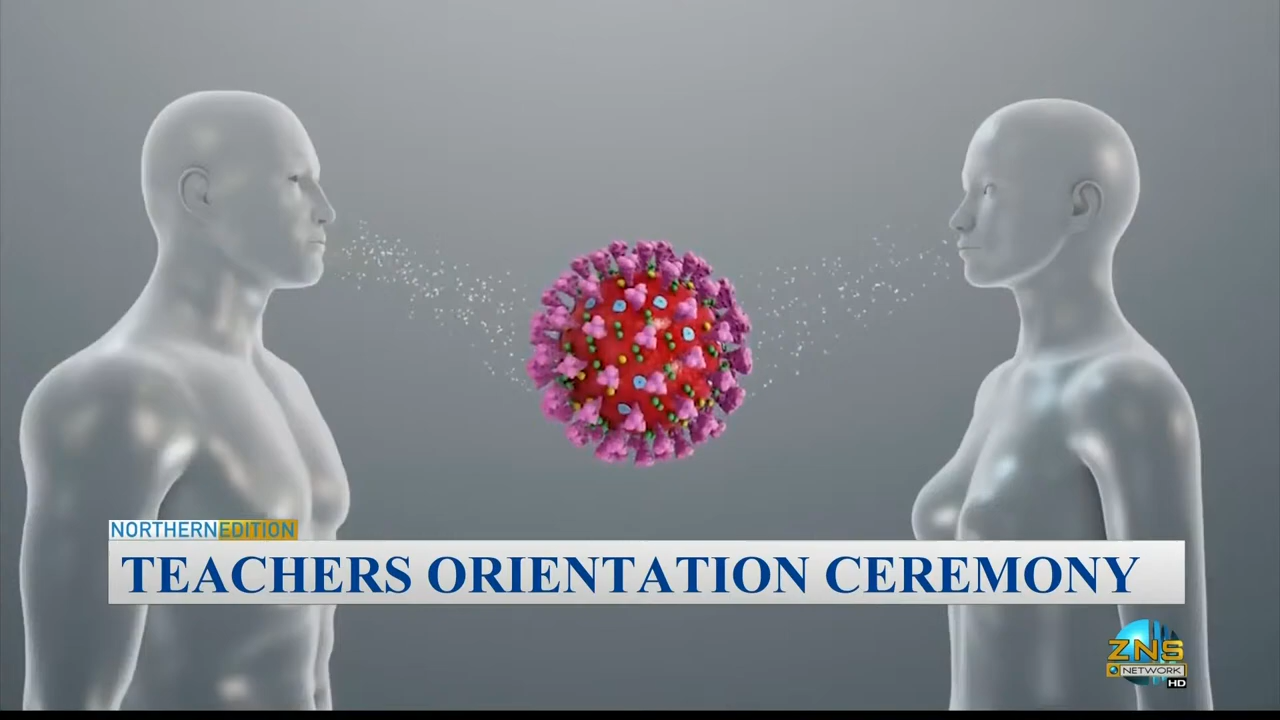 NORTHERN EDITION
TEACHERS ORIENTATION CEREMONY
ZNS
NETWORK
HD